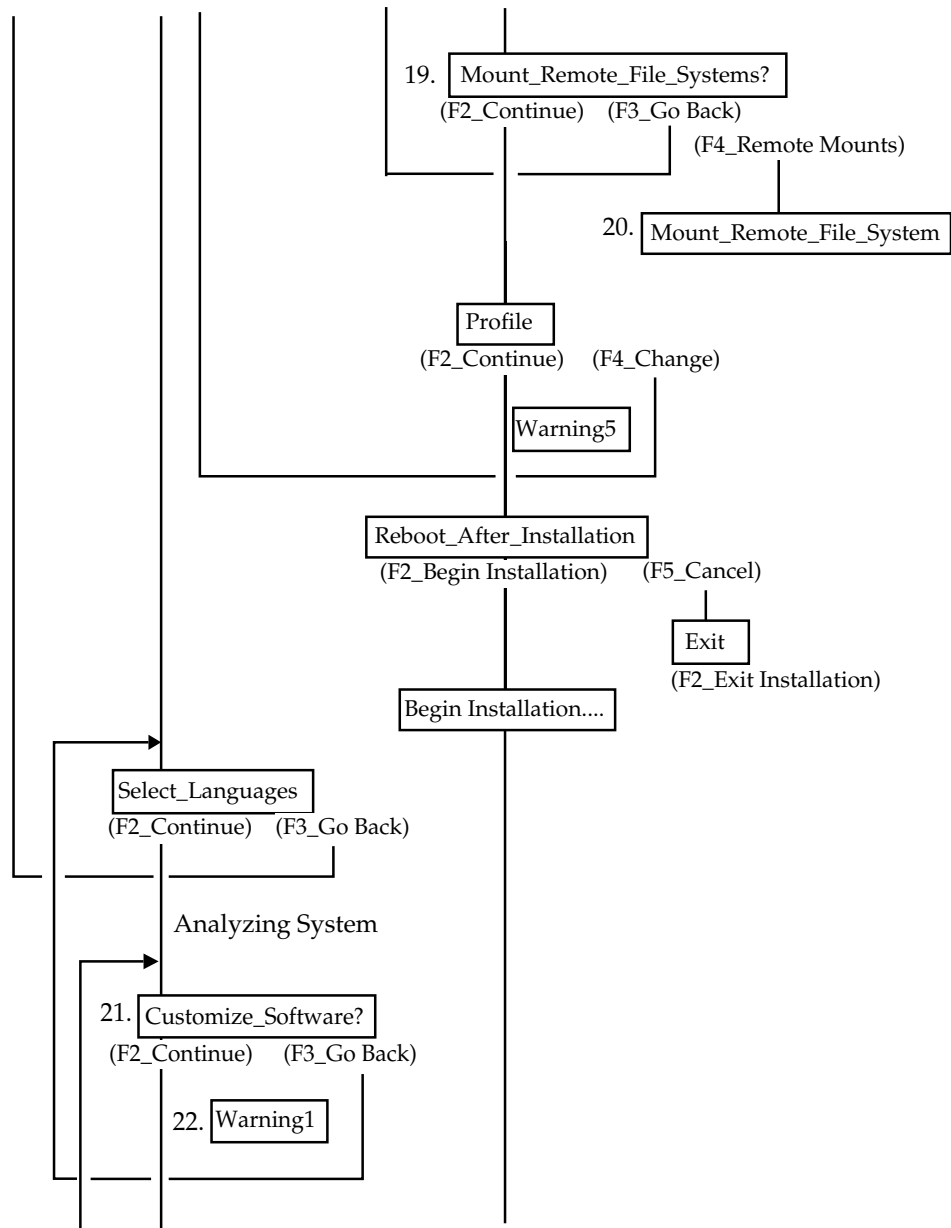 19. Mount_Remote_File_Systems?
(F2_Continue) (F3_Go Back)
(F4_Remote Mounts)
20. Mount_Remote_File_System
Profile
(F2_Continue) (F4_Change)
Warning5
Reboot_After_Installation
(F2_Begin Installation) (F5_Cancel)
Exit
(F2_Exit Installation)
Begin Installation....
Select_Languages
(F2_Continue) (F3_Go Back)
Analyzing System
21. Customize_Software?
(F2_Continue) (F3_Go Back)
22. Warning1